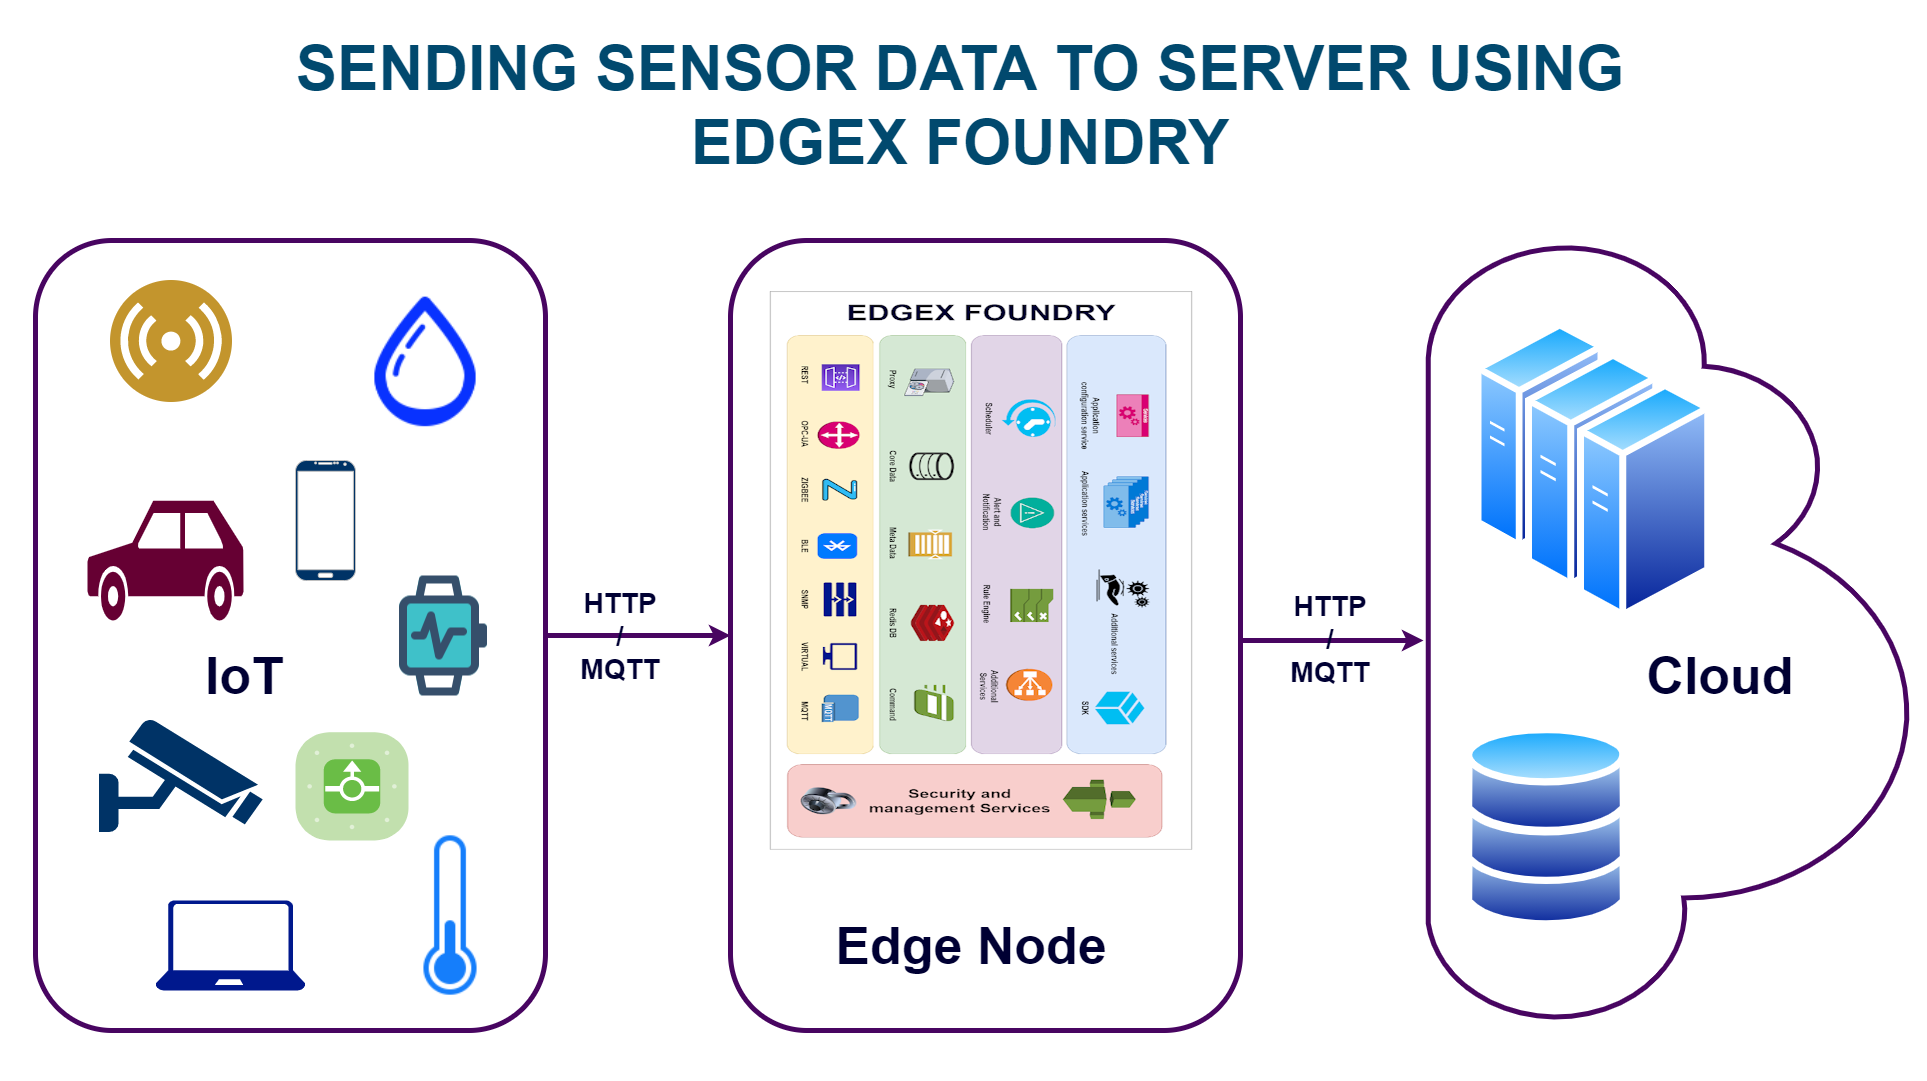 SENDING SENSOR DATA TO SERVER USING
EDGEX FOUNDRY
IoT
HTTP
/
MQTT
EDGEX FOUNDRY
REST
OPC-UA
ZIGBEE
BLE
SNMP
VIRTUAL
MQTT
MQTT
Proxy
Core Data
Meta Data
Redis DB
Command
Scheduler
Alert and
Notification
Rule Engine
Additional
Services
Application
configuration service
Application services
Additional services
SDK
Security and
management Services
Edge Node
HTTP
/
MQTT
Cloud